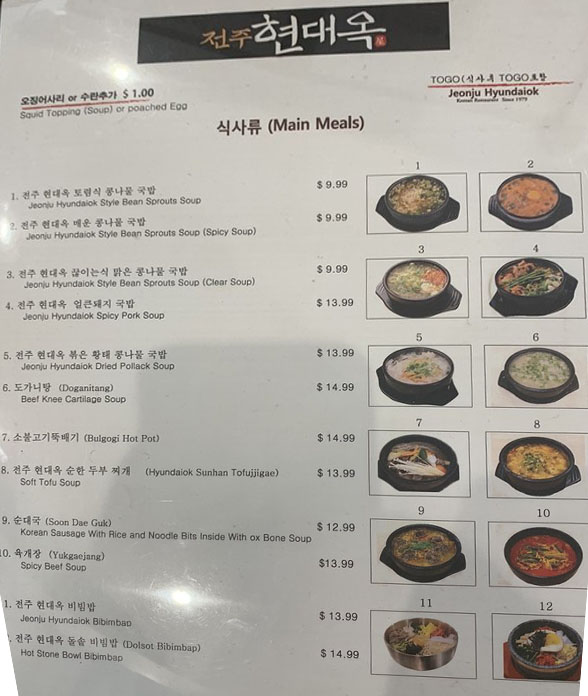 전주현대옥
오징어사리 or 수란추가 $ 1.00
Squid Topping (Soup) or poached Egg
Jeonju Hyundaiok
Korean Restaurant Since 1979
식사류 (Main Meals)
1 2
1. 전주 현대옥 토렴식 콩나물 국밥 $ 9.99
Jeonju Hyundaiok Style Bean Sprouts Soup
2. 전주 현대옥 매운 콩나물 국밥 $ 9.99
Jeonju Hyundaiok Style Bean Sprouts Soup (Spicy Soup)
3 4
3. 전주 현대옥 끓이는식 맑은 콩나물 국밥 $ 9.99
Jeonju Hyundaiok Style Bean Sprouts Soup (Clear Soup)
4. 전주 현대옥 얼큰돼지 국밥 $ 13.99
Jeonju Hyundaiok Spicy Pork Soup
5 6
5. 전주 현대옥 볶은 황태 콩나물 국밥 $ 13.99
Jeonju Hyundaiok Dried Pollack Soup
6. 도가니탕 (Doganitang) $ 14.99
Beef Knee Cartilage Soup
7 8
7. 소불고기뚝배기 (Bulgogi Hot Pot) $ 14.99
8. 전주 현대옥 순한 두부 찌개 (Hyundaiok Sunhan Tofujjigae) $ 13.99
Soft Tofu Soup
9 10
9. 순대국 (Soon Dae Guk) $ 12.99
Korean Sausage With Rice and Noodle Bits Inside With ox Bone Soup
10. 육개장 (Yukgaejang) $13.99
Spicy Beef Soup
11 12
1. 전주 현대옥 비빔밥 $ 13.99
Jeonju Hyundaiok Bibimbap
. 전주 현대옥 돌솥 비빔밥 (Dolsot Bibimbap) $ 14.99
Hot Stone Bowl Bibimbap